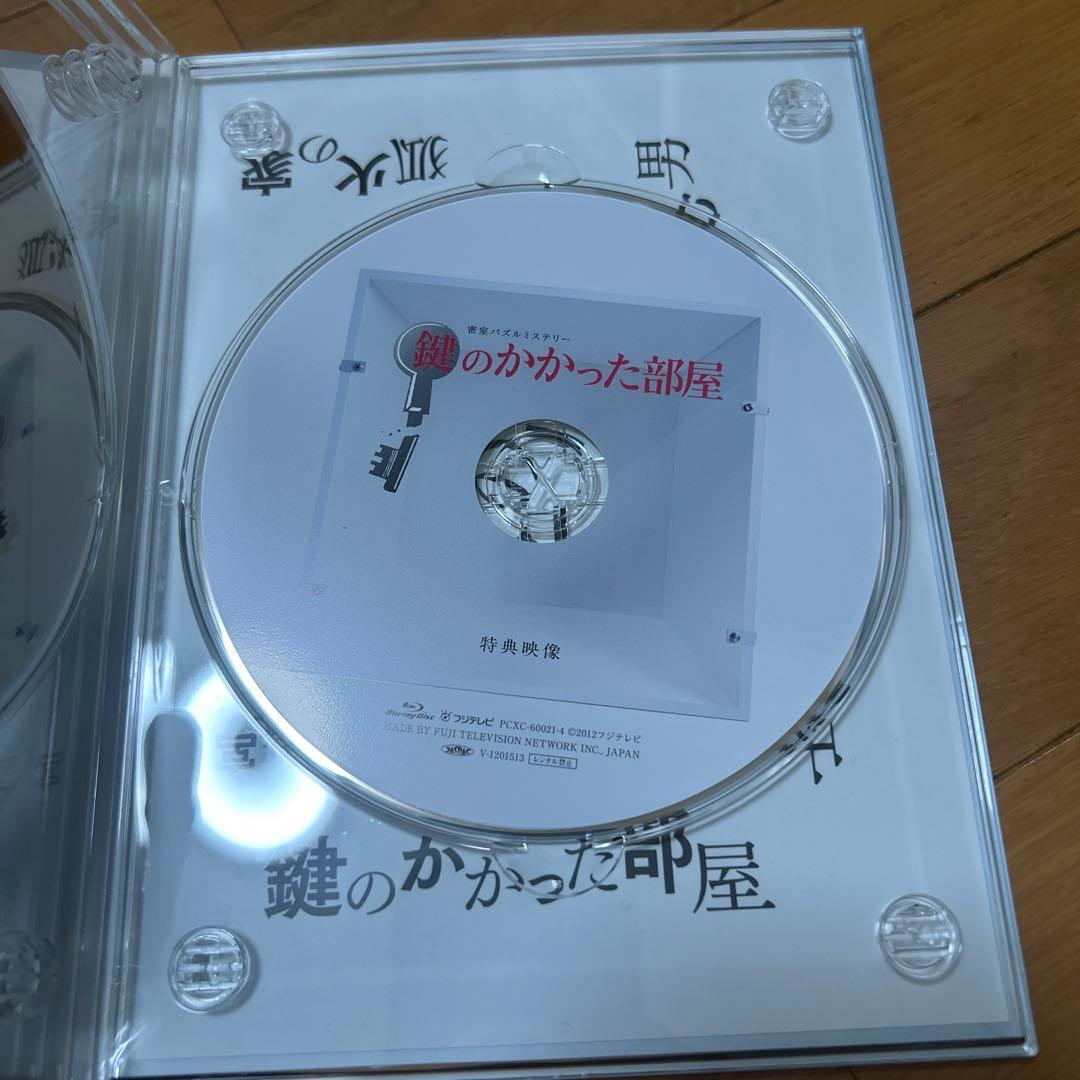 狐火の家
男
密室パズルミステリー
鍵のかかった部屋
特典映像
Blu-ray Disc フジテレビ PCXC-60021-4 ©2012フジテレビ
MADE BY FUJI TELEVISION NETWORK INC., JAPAN
V-1201513 レンタル禁止
鍵のかかった部屋